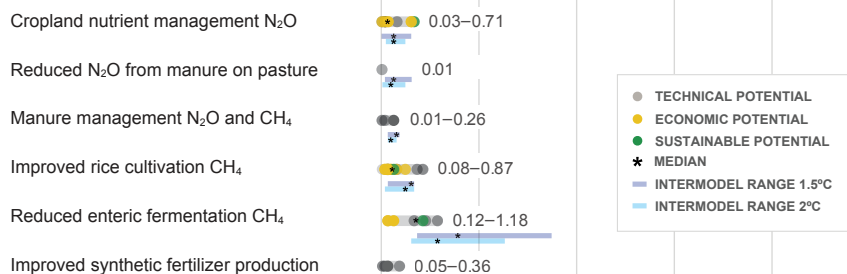 Cropland nutrient management N₂O 0.03–0.71
Reduced N₂O from manure on pasture 0.01
Manure management N₂O and CH₄ 0.01–0.26
Improved rice cultivation CH₄ 0.08–0.87
Reduced enteric fermentation CH₄ 0.12–1.18
Improved synthetic fertilizer production 0.05–0.36
TECHNICAL POTENTIAL
ECONOMIC POTENTIAL
SUSTAINABLE POTENTIAL
* MEDIAN
INTERMODEL RANGE 1.5ºC
INTERMODEL RANGE 2ºC